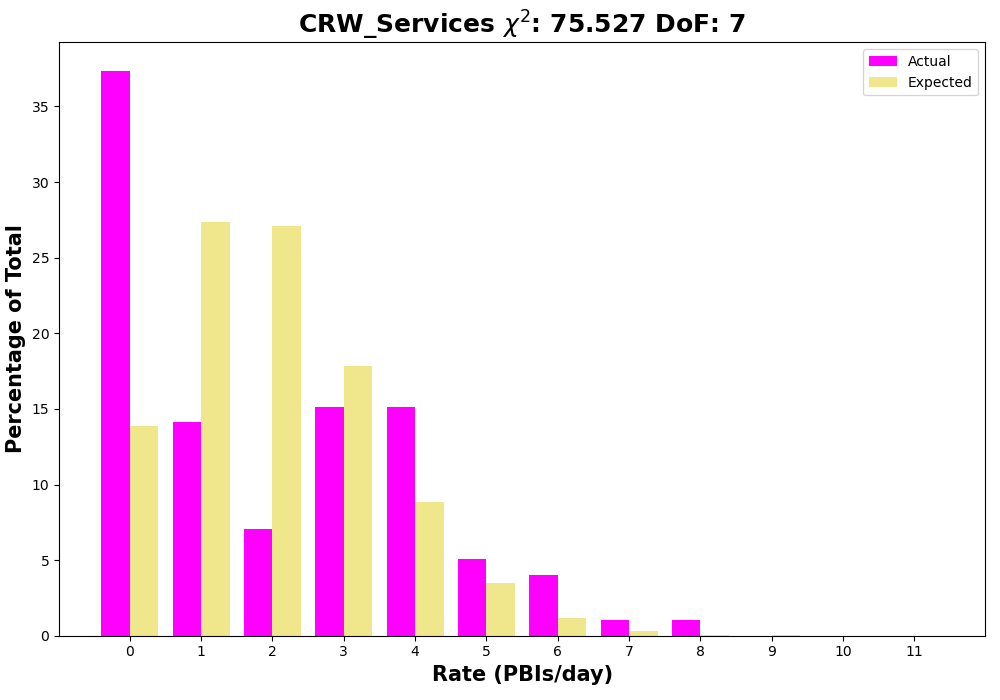 CRW_Services χ²: 75.527 DoF: 7
Actual
Expected
Percentage of Total
35
30
25
20
15
10
5
0
0 1 2 3 4 5 6 7 8 9 10 11
Rate (PBIs/day)